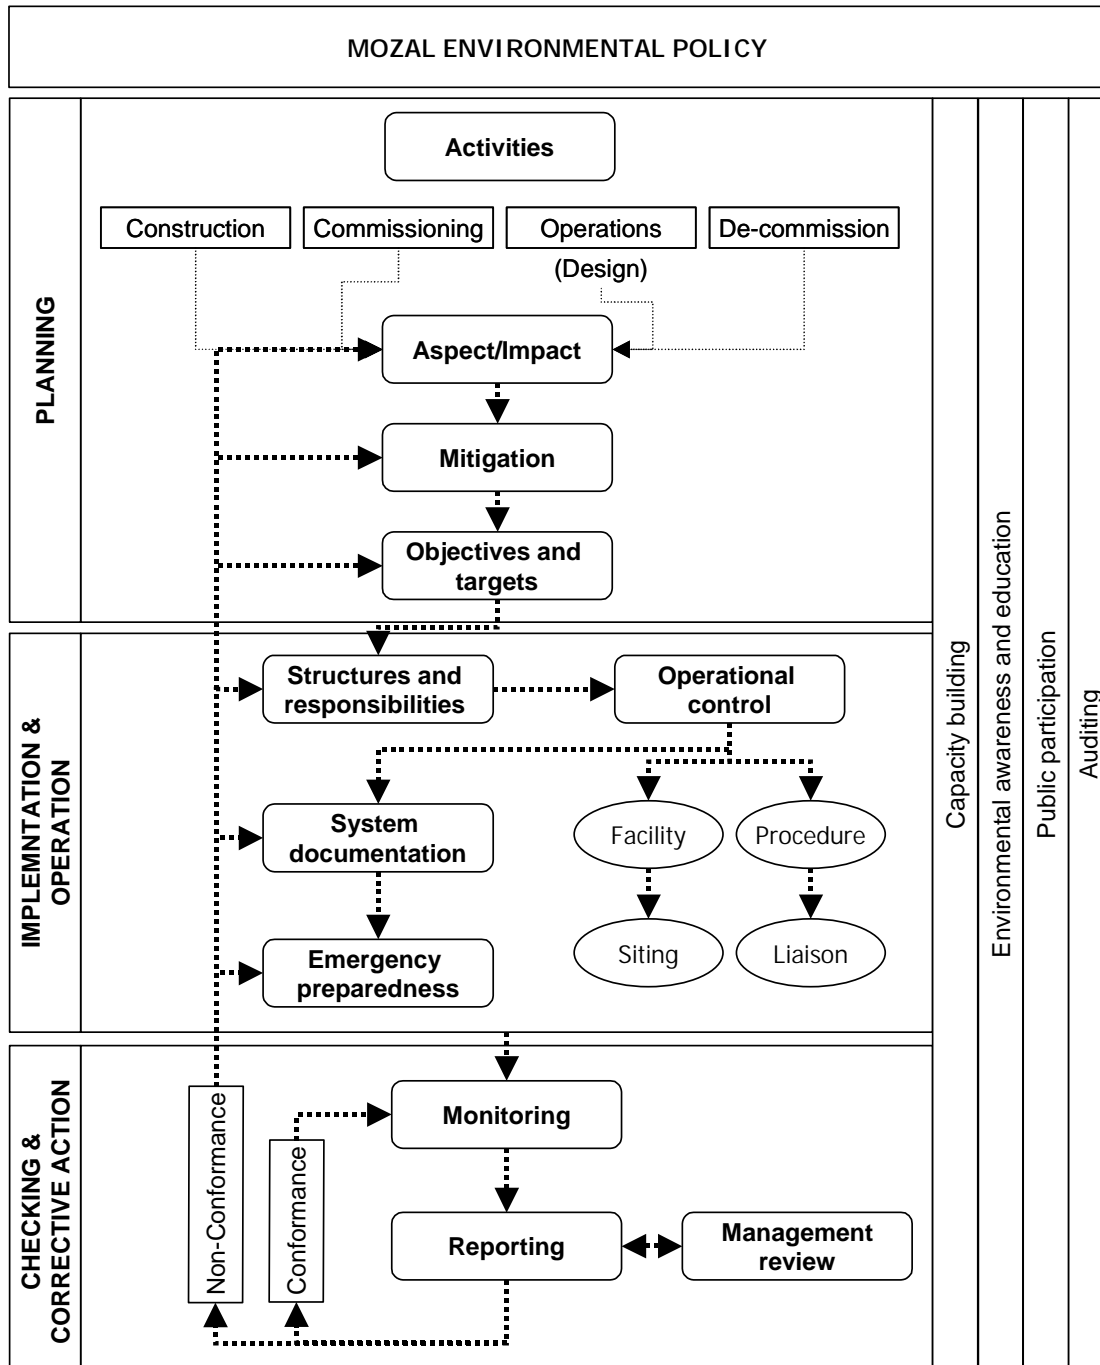 MOZAL ENVIRONMENTAL POLICY
PLANNING
Activities
Construction
Commissioning
Operations
De-commission
(Design)
Aspect/Impact
Mitigation
Objectives and
targets
IMPLEMNTATION &
OPERATION
Structures and
responsibilities
Operational
control
System
documentation
Facility
Procedure
Emergency
preparedness
Siting
Liaison
CHECKING &
CORRECTIVE ACTION
Non-Conformance
Conformance
Monitoring
Reporting
Management
review
Capacity building
Environmental awareness and education
Public participation
Auditing